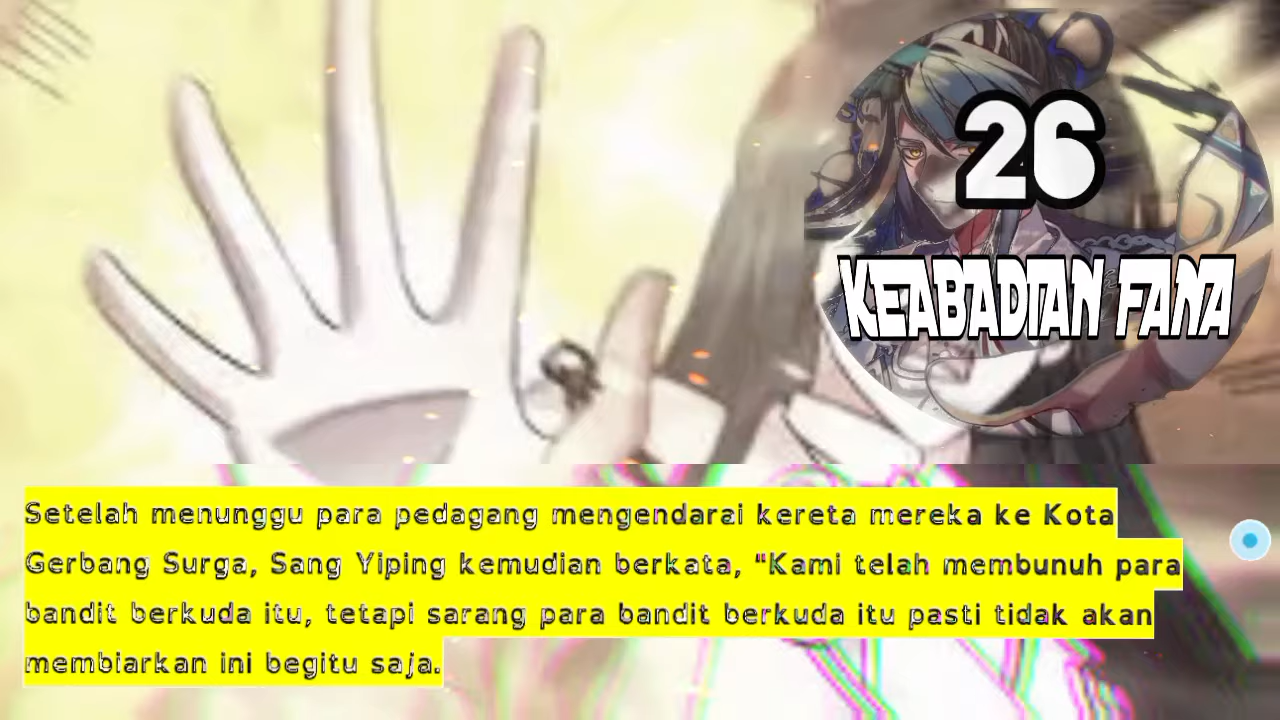 26
KEABADIAN FANA
Setelah menunggu para pedagang mengendarai kereta mereka ke Kota
Gerbang Surga, Sang Yiping kemudian berkata, "Kami telah membunuh para
bandit berkuda itu, tetapi sarang para bandit berkuda itu pasti tidak akan
membiarkan ini begitu saja.